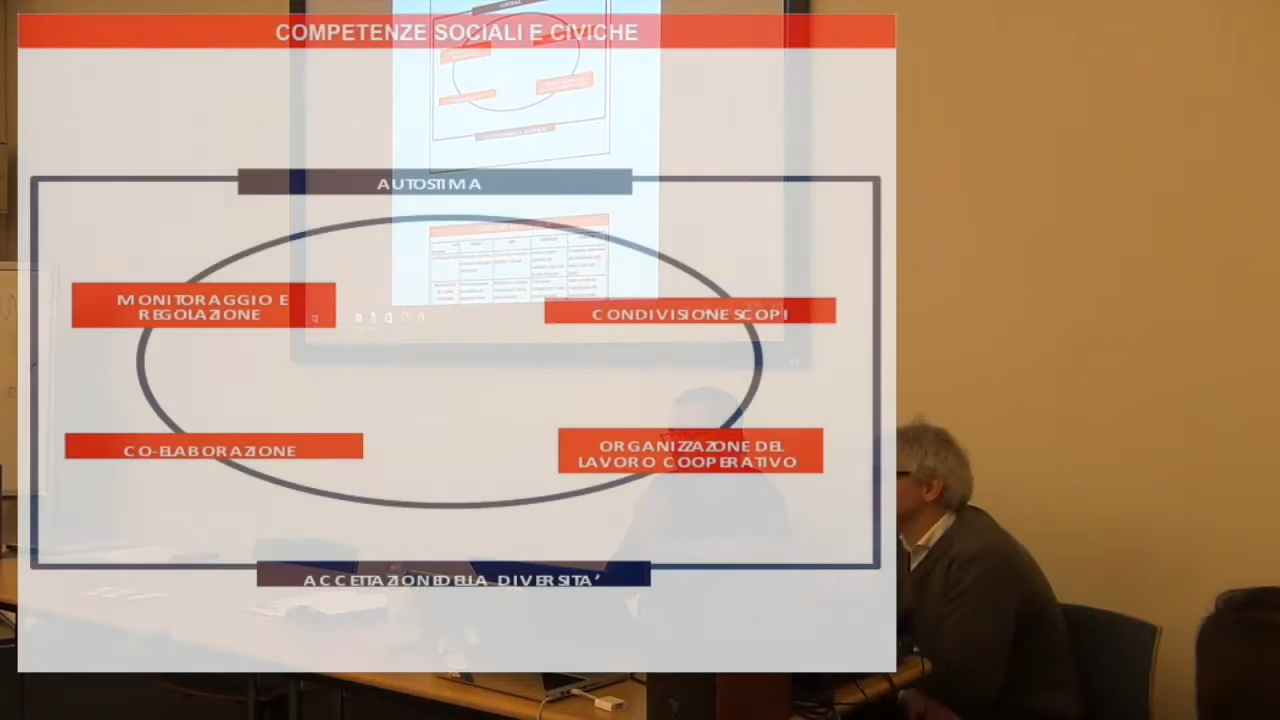 COMPETENZE SOCIALI E CIVICHE
AUTOSTIMA
MONITORAGGIO E
REGOLAZIONE
CONDIVISIONE SCOPI
CO-ELABORAZIONE
ORGANIZZAZIONE DEL
LAVORO COOPERATIVO
ACCETTAZIONE DELLA DIVERSITA'